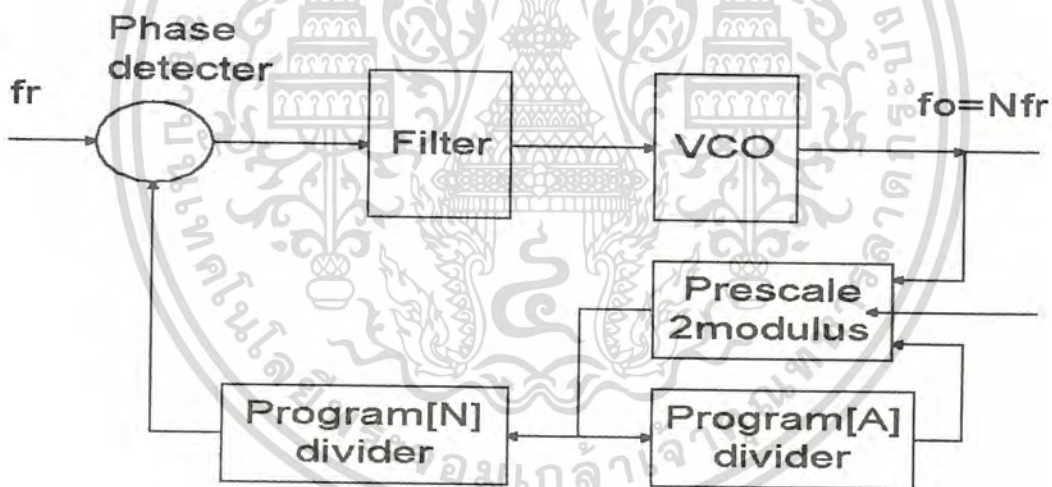 Phase
detecter
fr
Filter
VCO
fo=Nfr
Prescale
2modulus
Program[N]
divider
Program[A]
divider